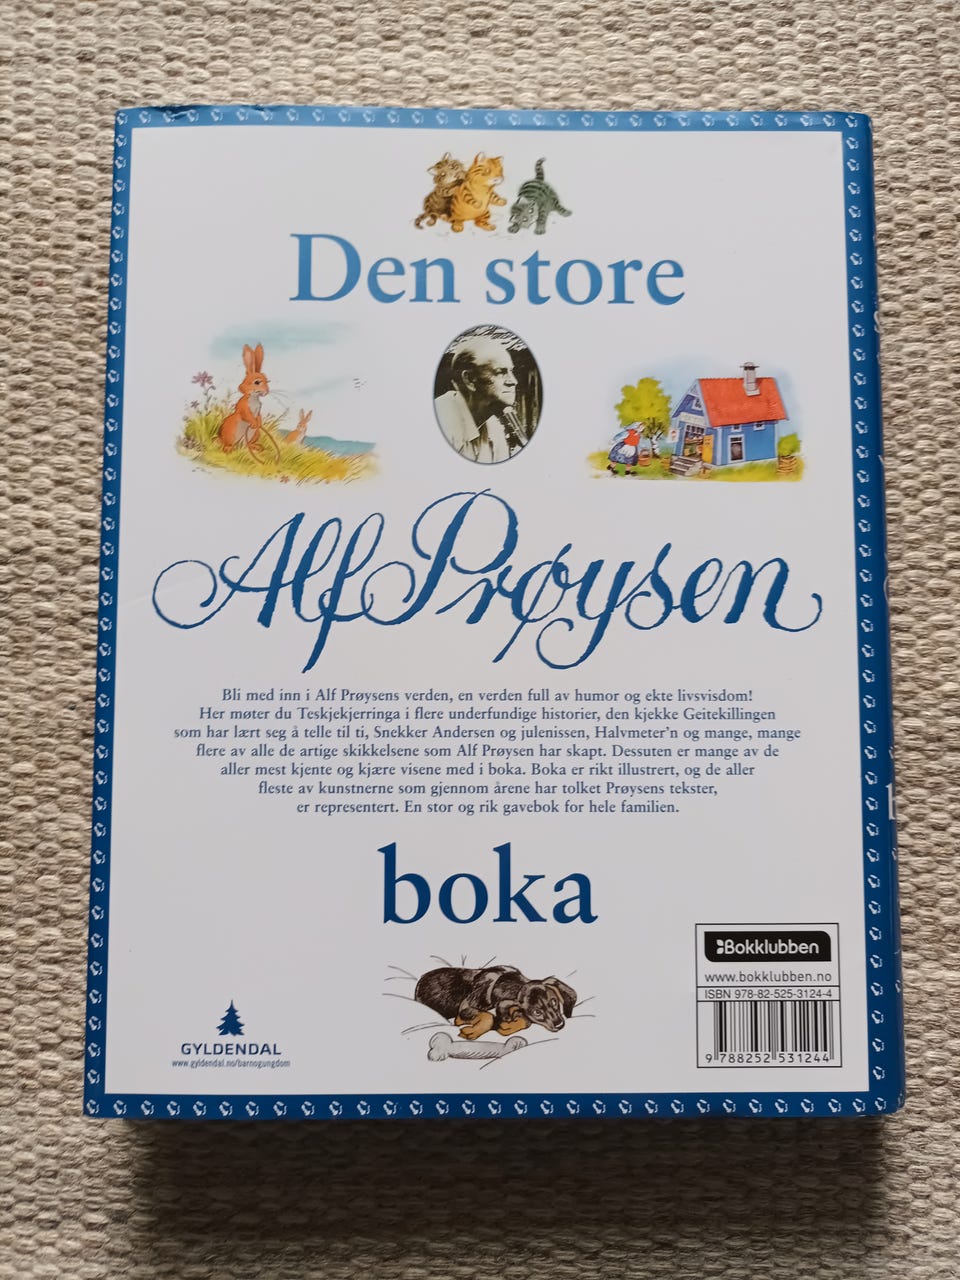 Den store
Alf Prøysen
Bli med inn i Alf Prøysens verden, en verden full av humor og ekte livsvisdom!
Her møter du Teskjekjerringa i flere underfundige historier, den kjekke Geitekillingen
som har lært seg å telle til ti, Snekker Andersen og julenissen, Halvmeter'n og mange, mange
flere av alle de artige skikkelsene som Alf Prøysen har skapt. Dessuten er mange av de
aller mest kjente og kjære visene med i boka. Boka er rikt illustrert, og de aller
fleste av kunstnerne som gjennom årene har tolket Prøysens tekster,
er representert. En stor og rik gavebok for hele familien.
boka
GYLDENDAL
www.gyldendal.no/barnogungdom
Bokklubben
www.bokklubben.no
ISBN 978-82-525-3124-4
9 788252 531244